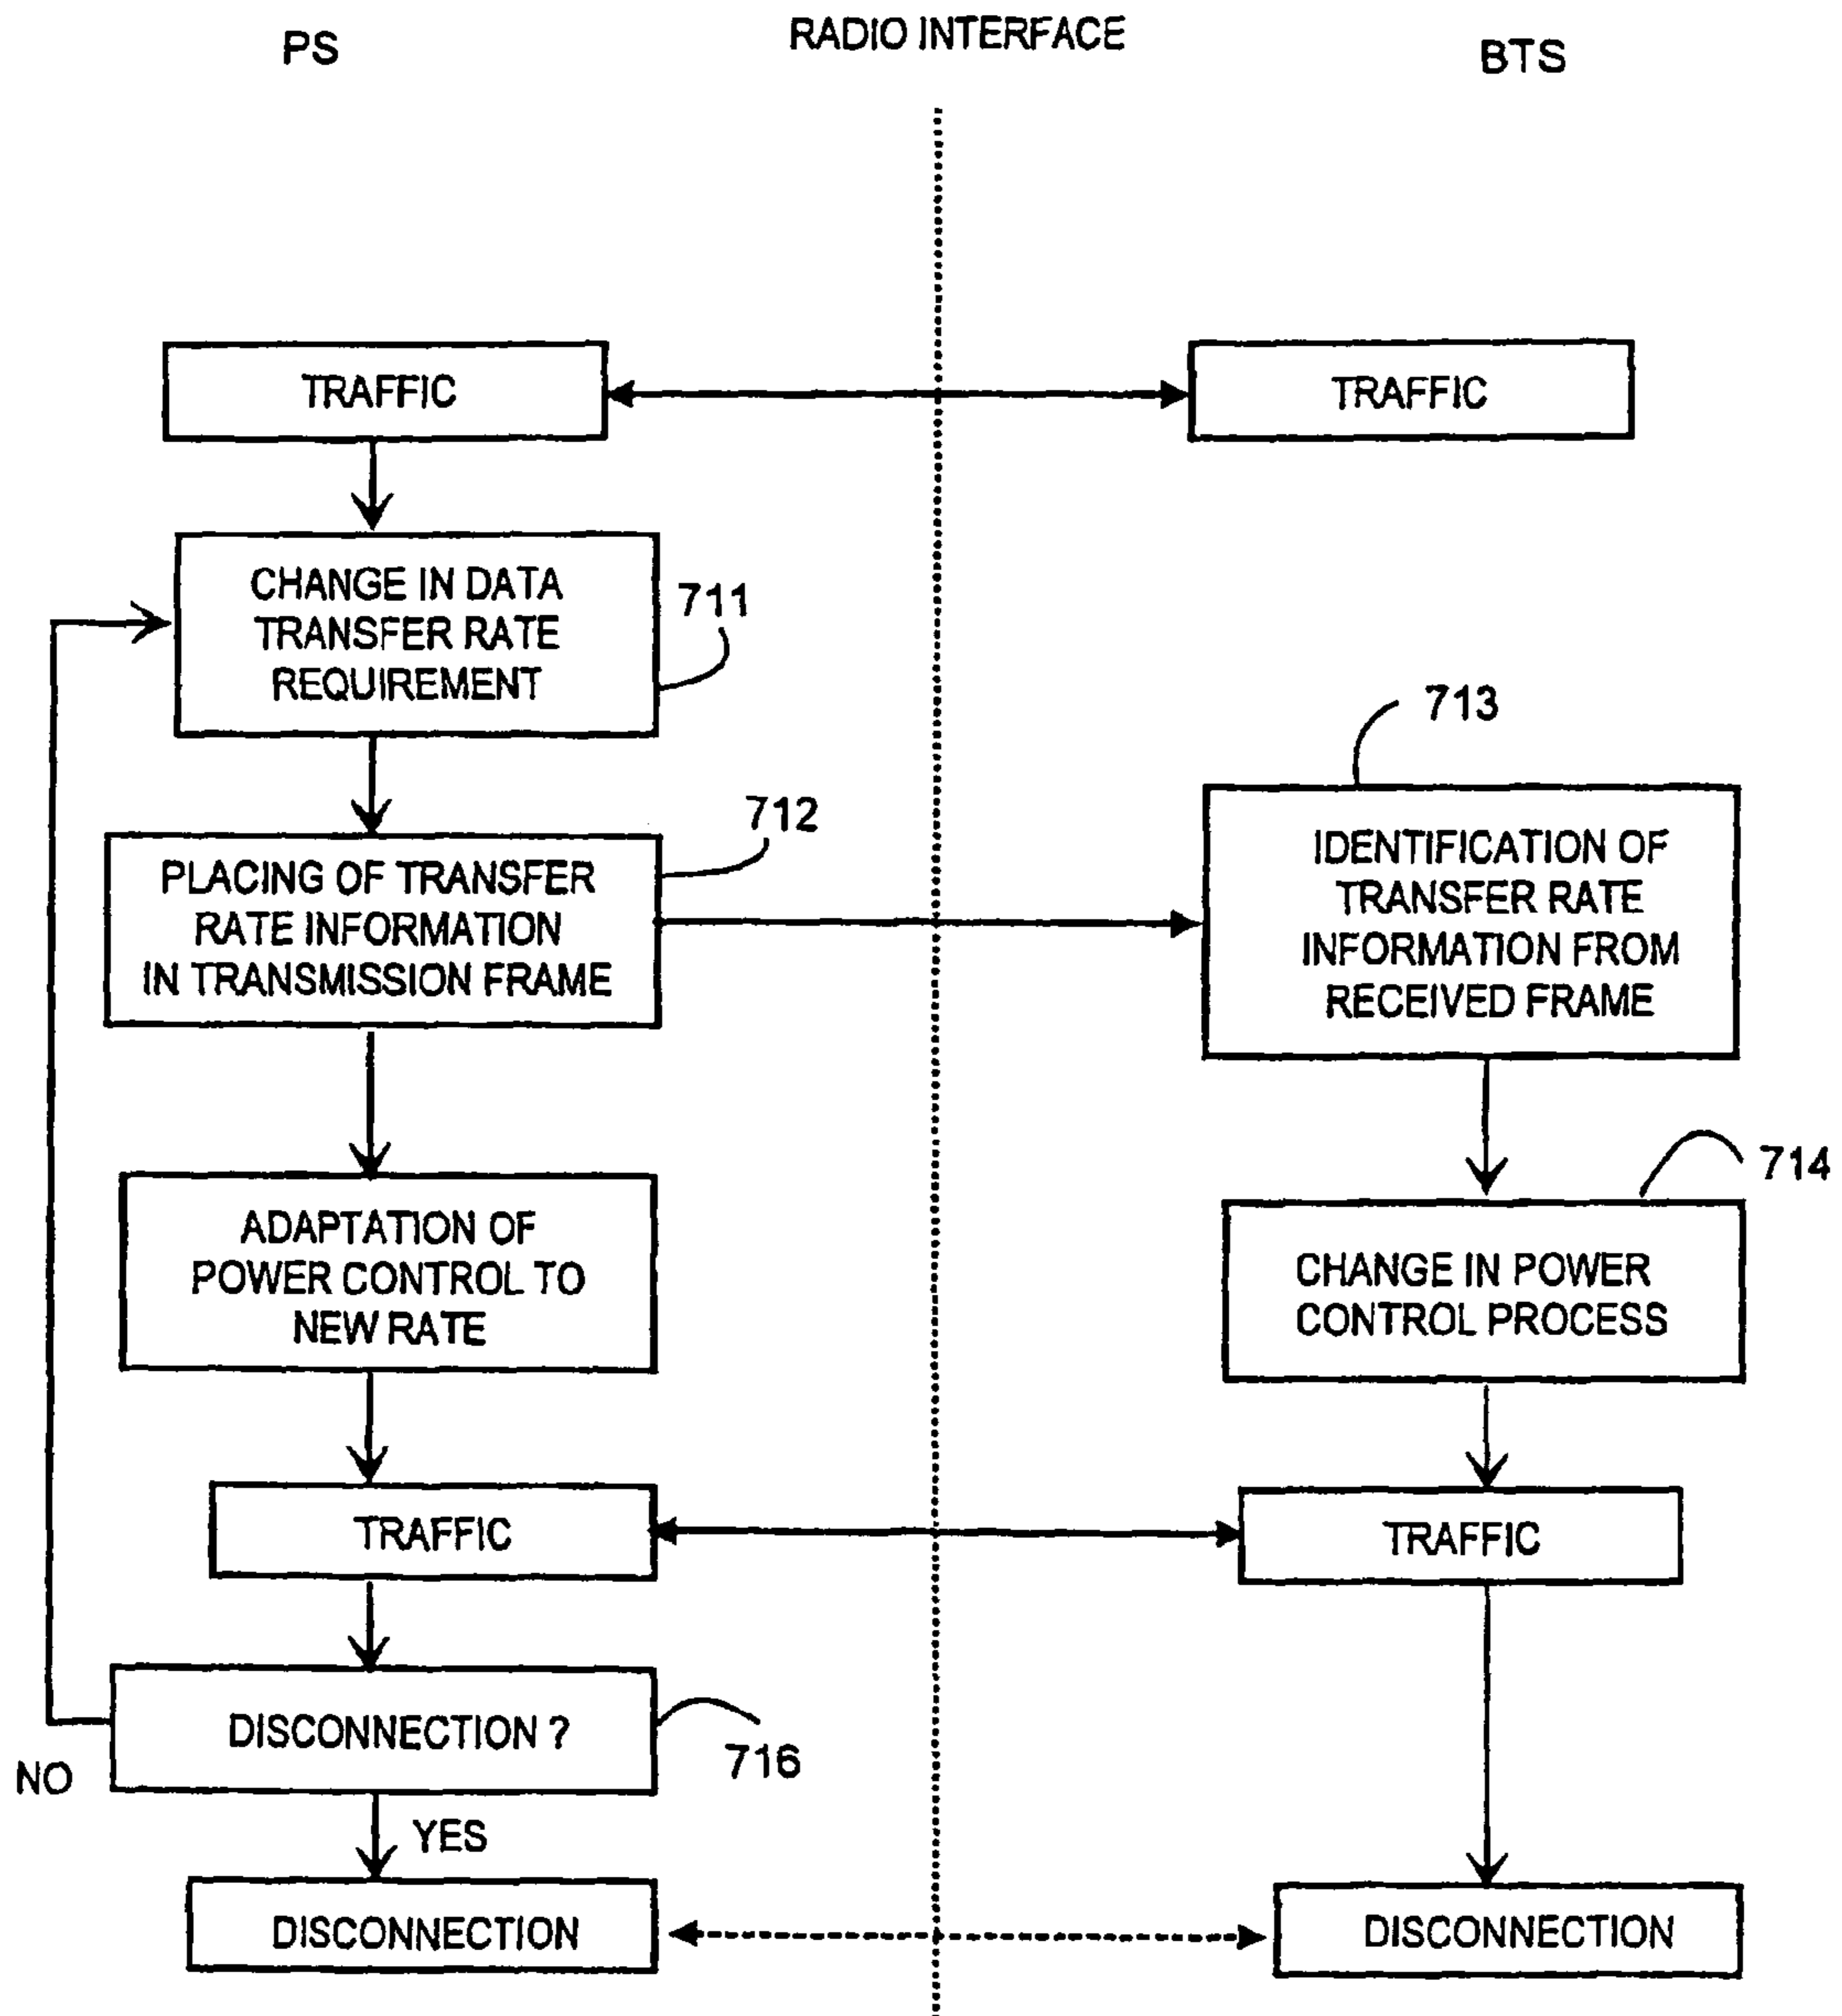 PS
RADIO INTERFACE
BTS
TRAFFIC
TRAFFIC
CHANGE IN DATA
TRANSFER RATE
REQUIREMENT
711
712
PLACING OF TRANSFER
RATE INFORMATION
IN TRANSMISSION FRAME
713
IDENTIFICATION OF
TRANSFER RATE
INFORMATION FROM
RECEIVED FRAME
ADAPTATION OF
POWER CONTROL TO
NEW RATE
714
CHANGE IN POWER
CONTROL PROCESS
TRAFFIC
TRAFFIC
DISCONNECTION ?
716
NO
YES
DISCONNECTION
DISCONNECTION